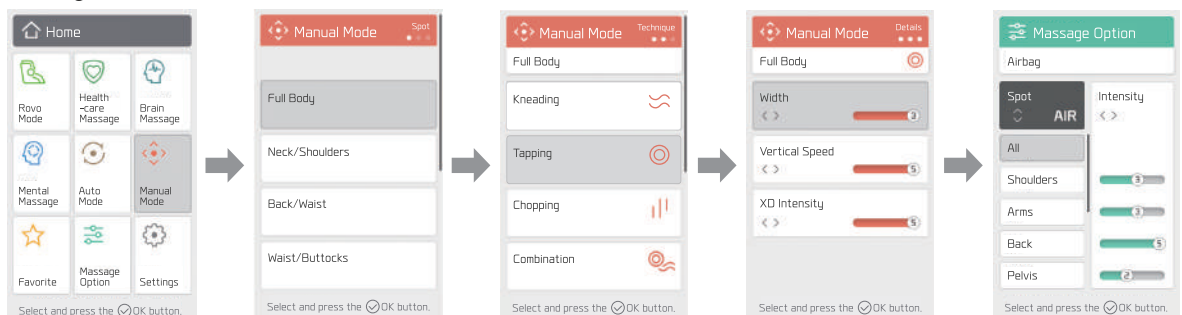 Home
Rovo
Mode
Health
-care
Massage
Brain
Massage
Mental
Massage
Auto
Mode
Manual
Mode
Favorite
Massage
Option
Settings
Select and press the OK button.
Manual Mode
Spot
Full Body
Neck/Shoulders
Back/Waist
Waist/Buttocks
Select and press the OK button.
Manual Mode
Technique
Full Body
Kneading
Tapping
Chopping
Combination
Select and press the OK button.
Manual Mode
Details
Full Body
Width
< >
3
Vertical Speed
< >
5
XD Intensity
< >
5
Select and press the OK button.
Massage Option
Airbag
Spot
AIR
Intensity
< >
All
Shoulders
3
Arms
3
Back
5
Pelvis
2
Select and press the OK button.